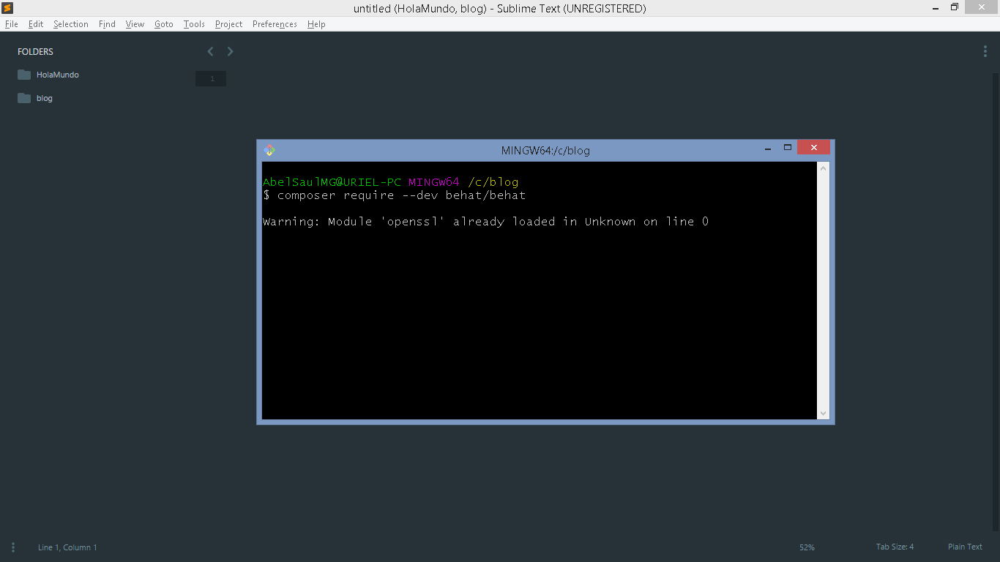 untitled (HolaMundo, blog) - Sublime Text (UNREGISTERED)
File Edit Selection Find View Goto Tools Project Preferences Help
FOLDERS
HolaMundo
1
blog
MINGW64:/c/blog
AbelSaulMG@URIEL-PC MINGW64 /c/blog
$ composer require --dev behat/behat
Warning: Module 'openssl' already loaded in Unknown on line 0
Line 1, Column 1
52%
Tab Size: 4
Plain Text